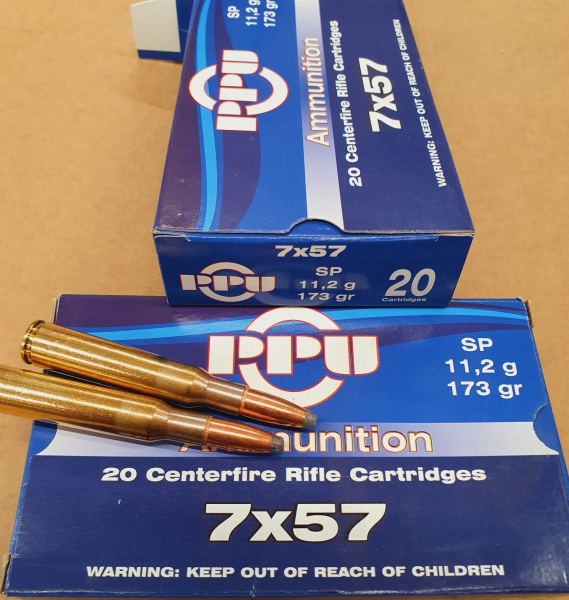 SP
11,2 g
173 gr
PPU
Ammunition
20 Centerfire Rifle Cartridges
7x57
WARNING: KEEP OUT OF REACH OF CHILDREN
7x57
PPU
SP
11,2 g
173 gr
20
Cartridges
PPU
SP
11,2 g
173 gr
Ammunition
20 Centerfire Rifle Cartridges
7x57
WARNING: KEEP OUT OF REACH OF CHILDREN